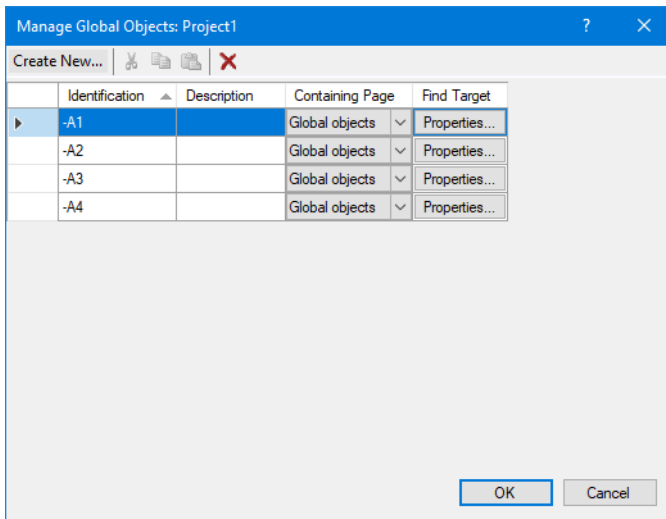 Manage Global Objects: Project1 ?
Create New...
Identification Description Containing Page Find Target
-A1 Global objects Properties...
-A2 Global objects Properties...
-A3 Global objects Properties...
-A4 Global objects Properties...
OK Cancel